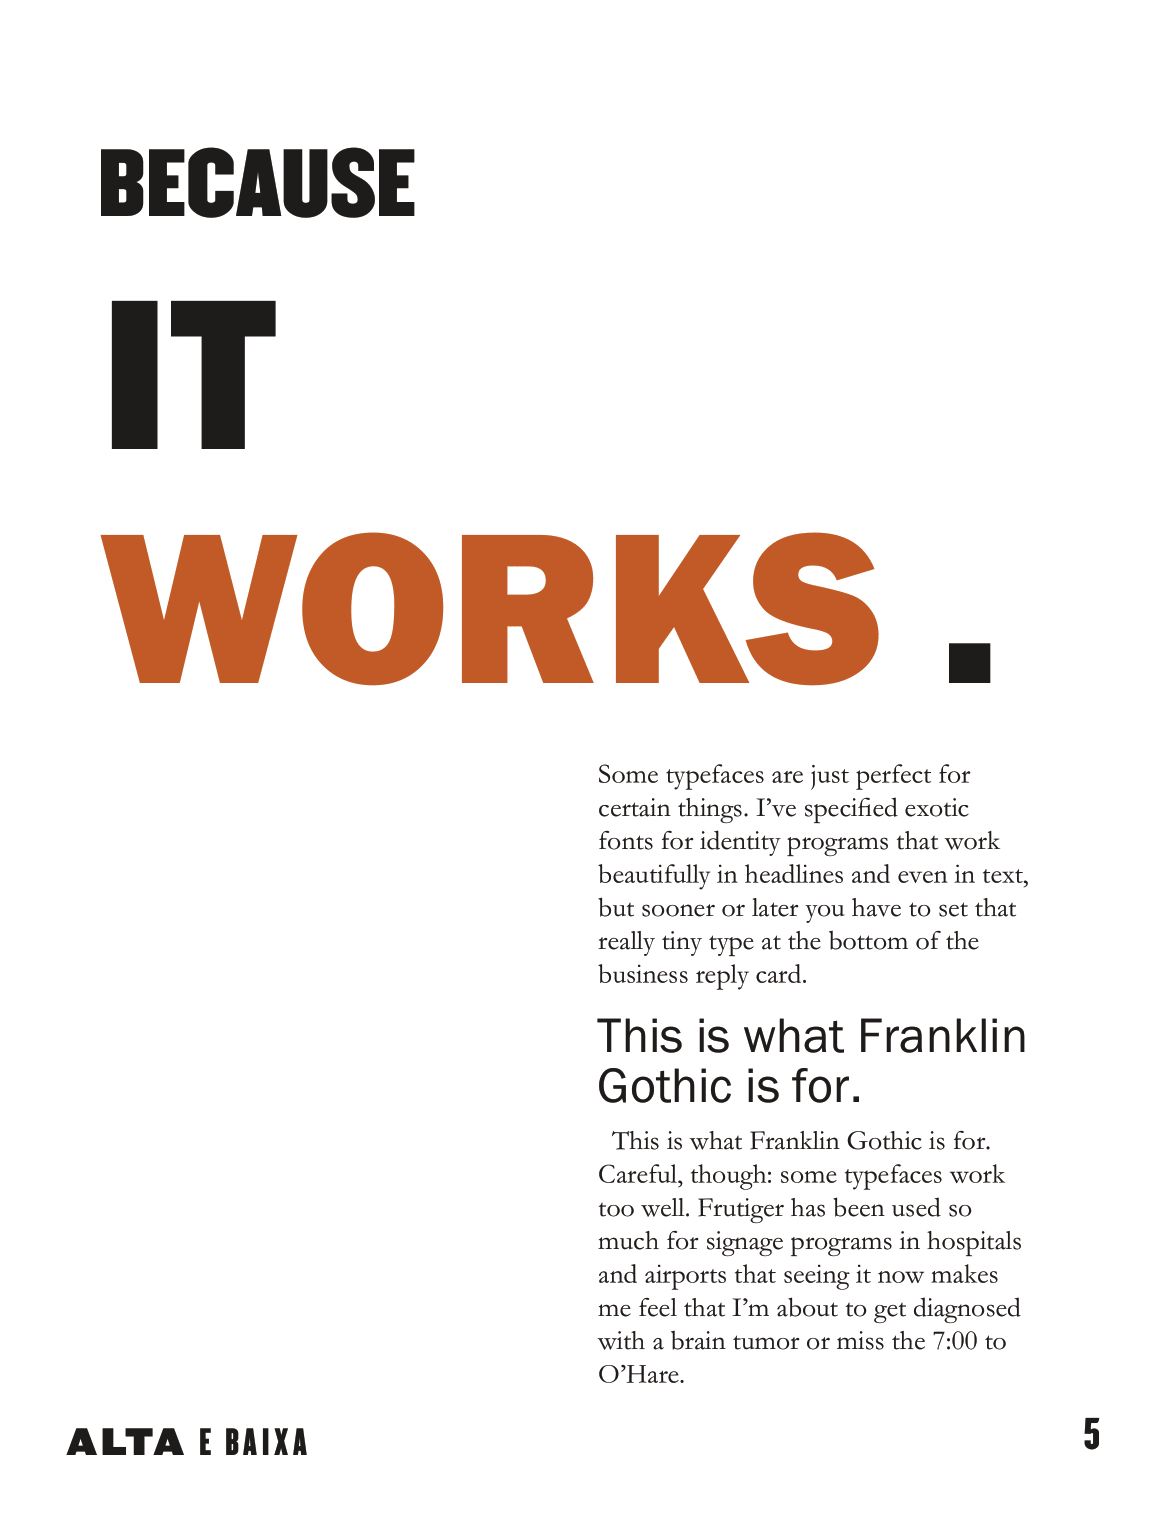 BECAUSE
IT
WORKS .
Some typefaces are just perfect for
certain things. I’ve specified exotic
fonts for identity programs that work
beautifully in headlines and even in text,
but sooner or later you have to set that
really tiny type at the bottom of the
business reply card.
This is what Franklin
Gothic is for.
This is what Franklin Gothic is for.
Careful, though: some typefaces work
too well. Frutiger has been used so
much for signage programs in hospitals
and airports that seeing it now makes
me feel that I’m about to get diagnosed
with a brain tumor or miss the 7:00 to
O’Hare.
ALTA E BAIXA
5